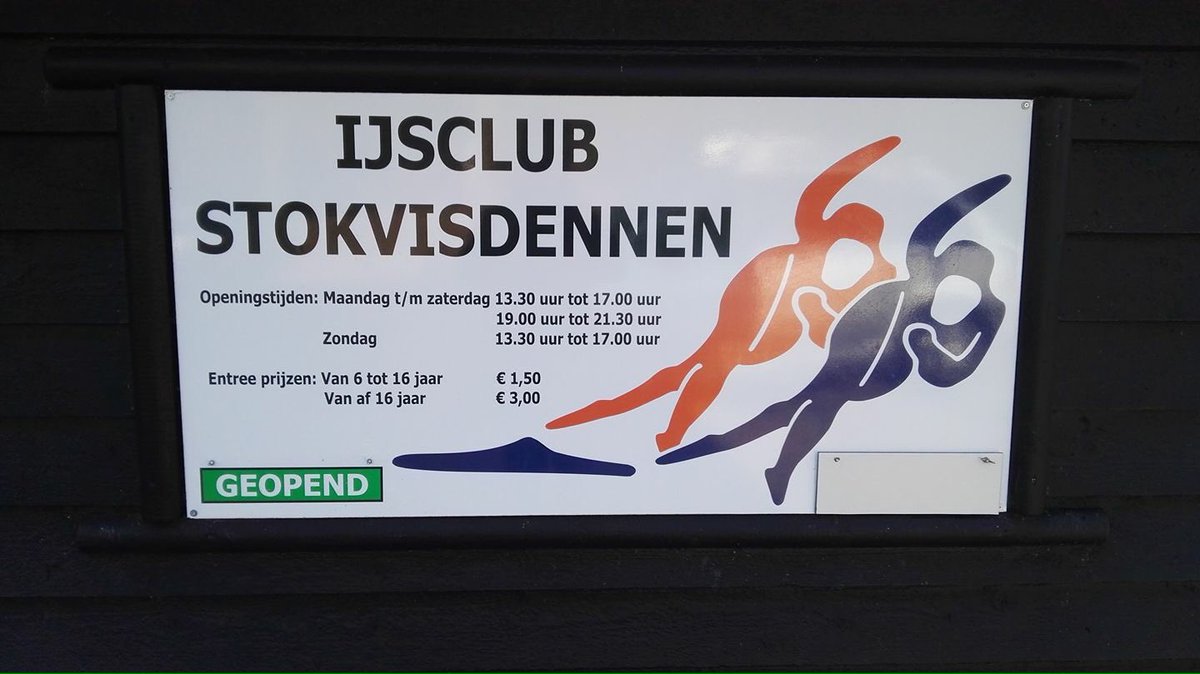 IJSCLUB
STOKVISDENNEN
Openingstijden: Maandag t/m zaterdag 13.30 uur tot 17.00 uur
19.00 uur tot 21.30 uur
Zondag 13.30 uur tot 17.00 uur
Entree prijzen: Van 6 tot 16 jaar € 1,50
Van af 16 jaar € 3,00
GEOPEND